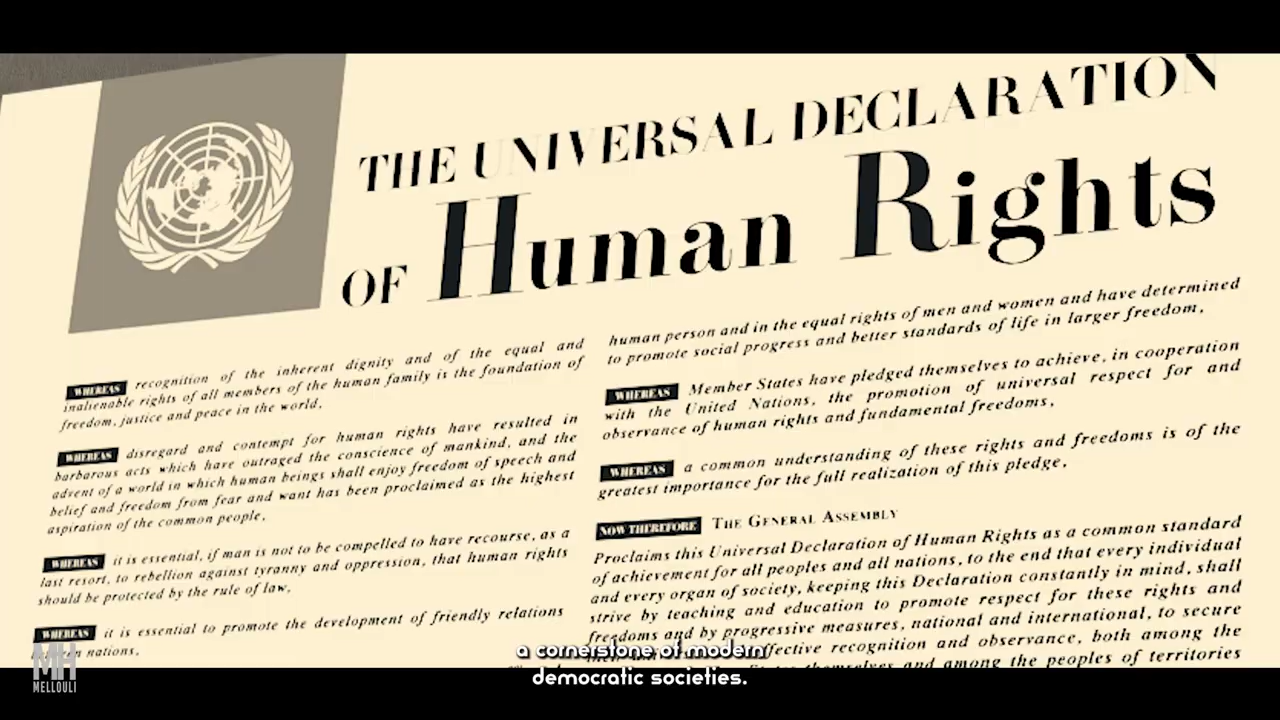 THE UNIVERSAL DECLARATION
OF Human Rights
WHEREAS recognition of the inherent dignity and of the equal and
inalienable rights of all members of the human family is the foundation of
freedom, justice and peace in the world,
WHEREAS disregard and contempt for human rights have resulted in
barbarous acts which have outraged the conscience of mankind, and the
advent of a world in which human beings shall enjoy freedom of speech and
belief and freedom from fear and want has been proclaimed as the highest
aspiration of the common people,
WHEREAS it is essential, if man is not to be compelled to have recourse, as a
last resort, to rebellion against tyranny and oppression, that human rights
should be protected by the rule of law,
WHEREAS it is essential to promote the development of friendly relations
nations,
human person and in the equal rights of men and women and have determined
to promote social progress and better standards of life in larger freedom,
WHEREAS Member States have pledged themselves to achieve, in cooperation
with the United Nations, the promotion of universal respect for and
observance of human rights and fundamental freedoms,
WHEREAS a common understanding of these rights and freedoms is of the
greatest importance for the full realization of this pledge,
NOW THEREFORE THE GENERAL ASSEMBLY
Proclaims this Universal Declaration of Human Rights as a common standard
of achievement for all peoples and all nations, to the end that every individual
and every organ of society, keeping this Declaration constantly in mind, shall
strive by teaching and education to promote respect for these rights and
freedoms and by progressive measures, national and international, to secure
recognition and observance, both among the
themselves and among the peoples of territories
a cornerstone of modern
democratic societies.
MH
MELLOULI